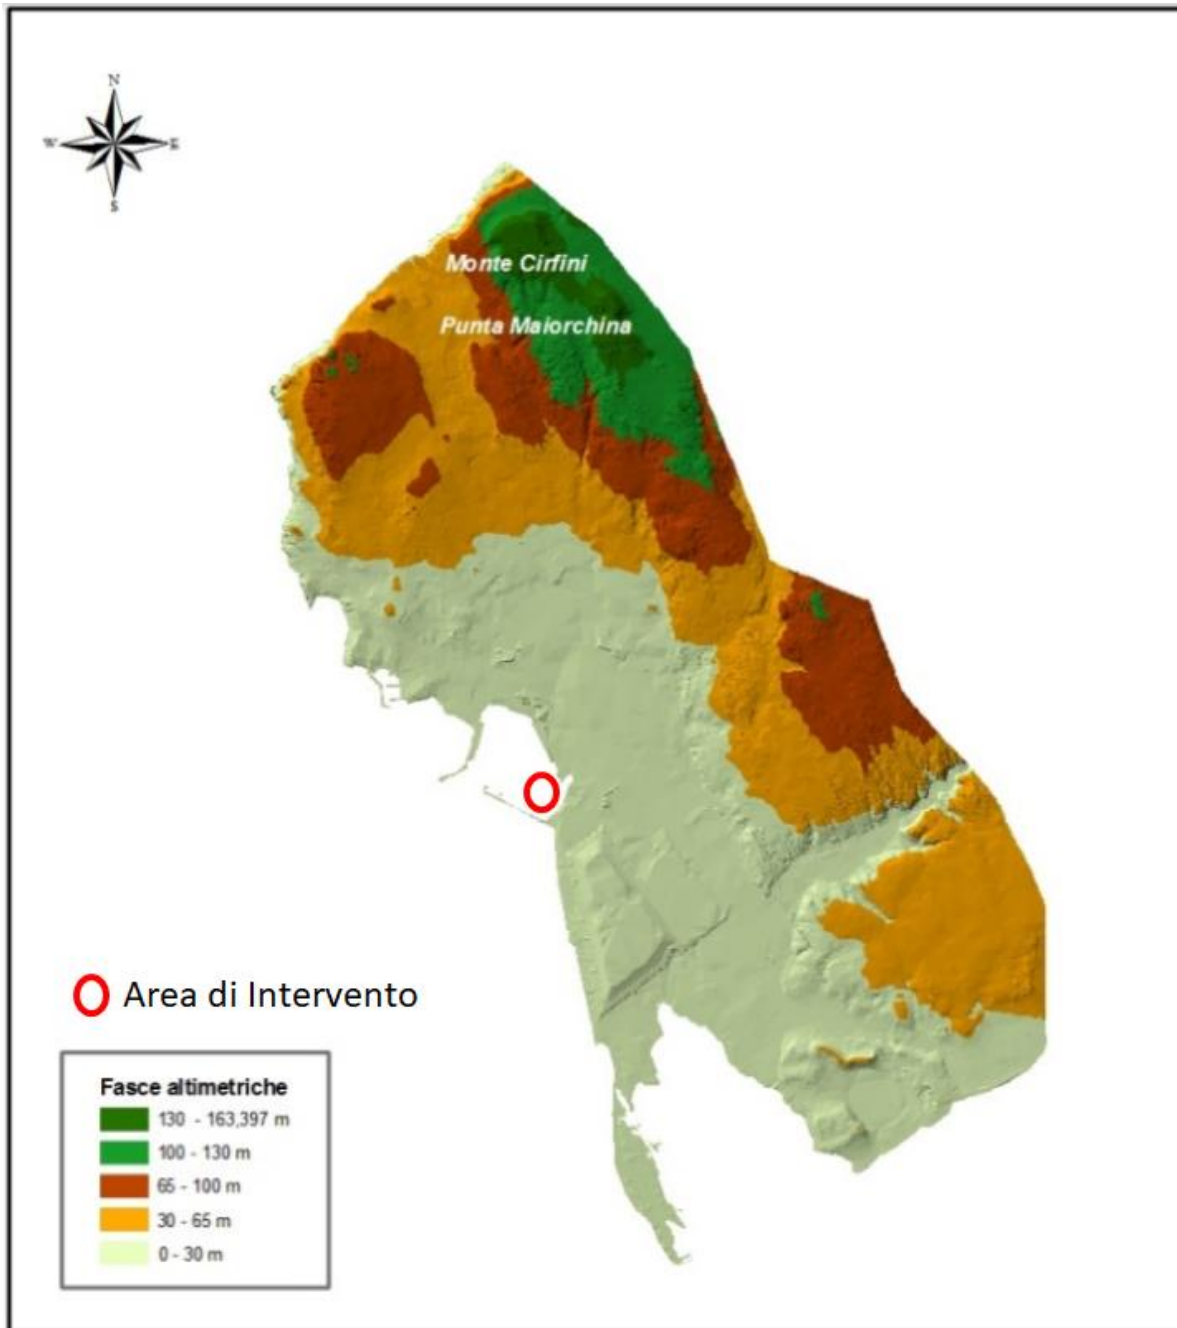 N
W E
S
Monte Cirfini
Punta Maiorchina
Area di Intervento
Fasce altimetriche
130 - 163,397 m
100 - 130 m
65 - 100 m
30 - 65 m
0 - 30 m